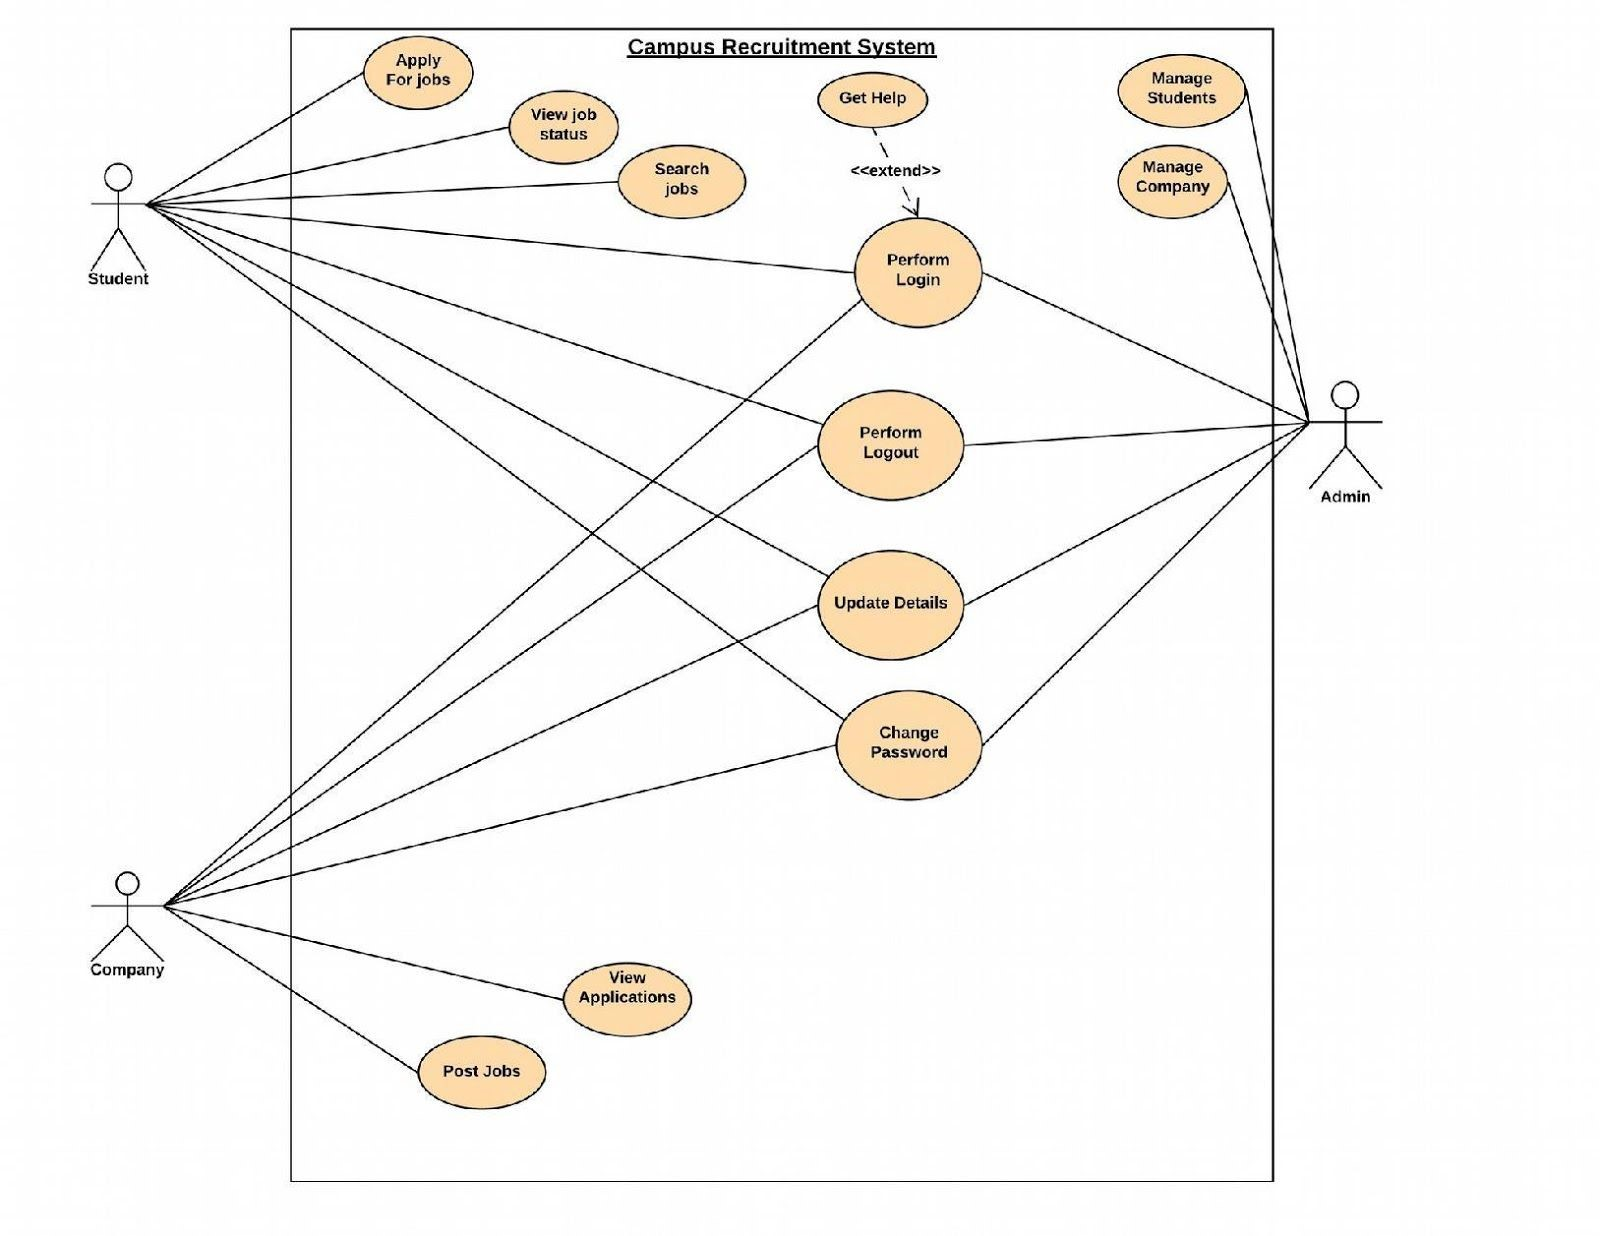 Campus Recruitment System
Apply
For jobs
View job
status
Search
jobs
Get Help
<<extend>>
Manage
Students
Manage
Company
Student
Perform
Login
Perform
Logout
Admin
Update Details
Change
Password
Company
View
Applications
Post Jobs